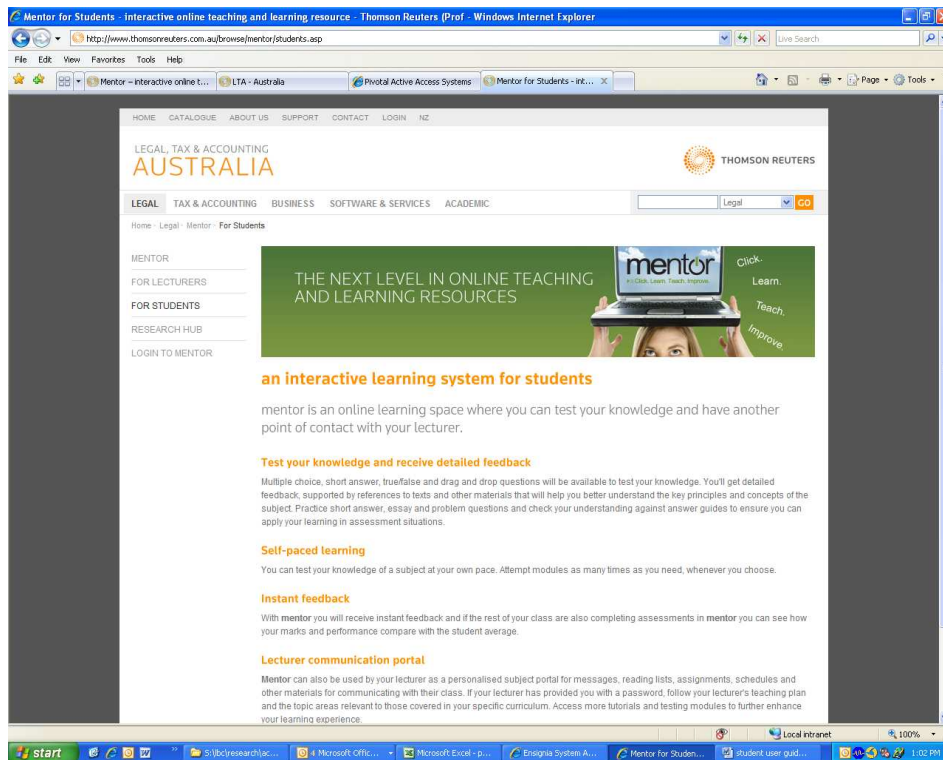 Mentor for Students - interactive online teaching and learning resource - Thomson Reuters (Prof - Windows Internet Explorer
http://www.thomsonreuters.com.au/browse/mentor/students.asp
Live Search
File Edit View Favorites Tools Help
Mentor – interactive online t...
LTA - Australia
Pivotal Active Access Systems
Mentor for Students - int...
Page
Tools
HOME CATALOGUE ABOUT US SUPPORT CONTACT LOGIN NZ
LEGAL, TAX & ACCOUNTING
AUSTRALIA
THOMSON REUTERS
LEGAL TAX & ACCOUNTING BUSINESS SOFTWARE & SERVICES ACADEMIC
Legal
GO
Home - Legal - Mentor - For Students
MENTOR
FOR LECTURERS
FOR STUDENTS
RESEARCH HUB
LOGIN TO MENTOR
THE NEXT LEVEL IN ONLINE TEACHING
AND LEARNING RESOURCES
mentor
Click. Learn. Teach. Improve.
Click.
Learn.
Teach.
Improve.
an interactive learning system for students
mentor is an online learning space where you can test your knowledge and have another
point of contact with your lecturer.
Test your knowledge and receive detailed feedback
Multiple choice, short answer, true/false and drag and drop questions will be available to test your knowledge. You'll get detailed
feedback, supported by references to texts and other materials that will help you better understand the key principles and concepts of the
subject. Practice short answer, essay and problem questions and check your understanding against answer guides to ensure you can
apply your learning in assessment situations.
Self-paced learning
You can test your knowledge of a subject at your own pace. Attempt modules as many times as you need, whenever you choose.
Instant feedback
With mentor you will receive instant feedback and if the rest of your class are also completing assessments in mentor you can see how
your marks and performance compare with the student average.
Lecturer communication portal
Mentor can also be used by your lecturer as a personalised subject portal for messages, reading lists, assignments, schedules and
other materials for communicating with their class. If your lecturer has provided you with a password, follow your lecturer's teaching plan
and the topic areas relevant to those covered in your specific curriculum. Access more tutorials and testing modules to further enhance
your learning experience.
Local intranet
100%
start
S:\lbc\research\ac...
4 Microsoft Offic...
Microsoft Excel - p...
Ensignia System A...
Mentor for Studen...
student user guid...
1:02 PM